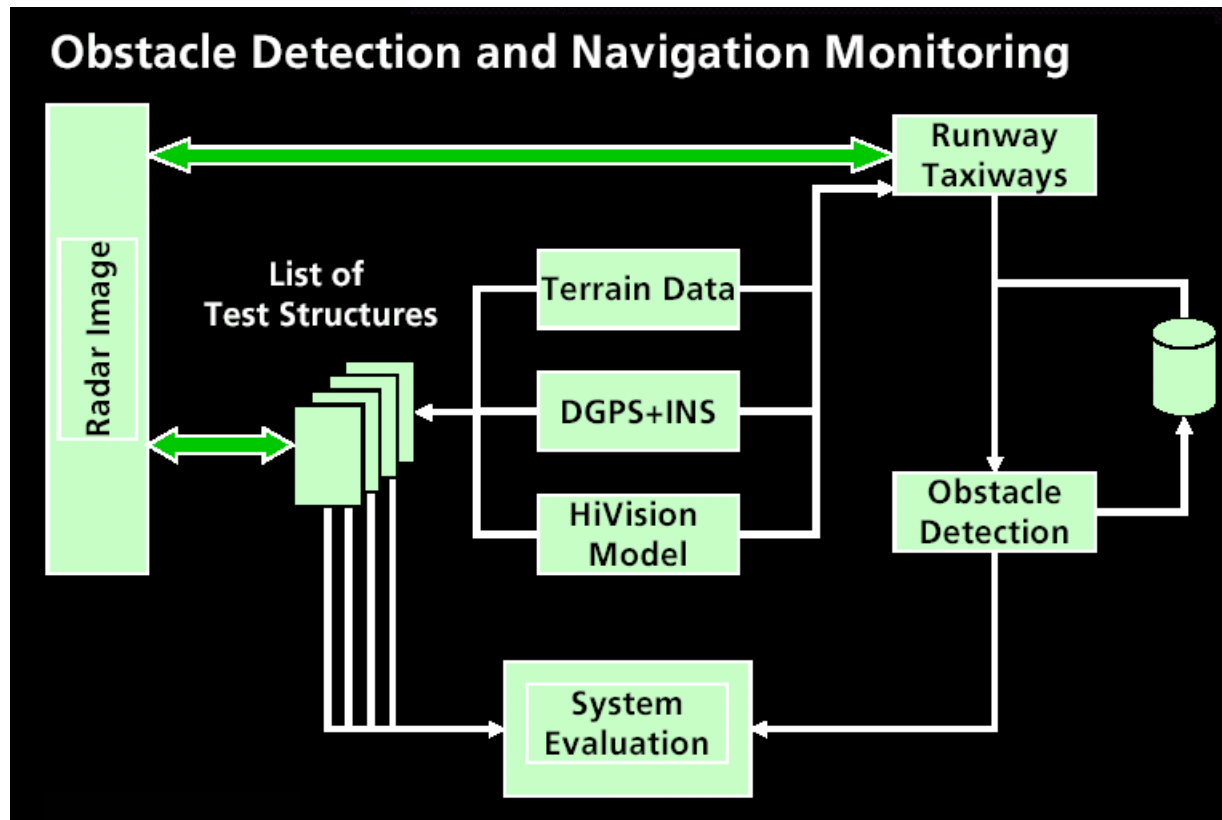 Obstacle Detection and Navigation Monitoring
Runway
Taxiways
Radar Image
List of
Test Structures
Terrain Data
DGPS+INS
HiVision
Model
Obstacle
Detection
System
Evaluation